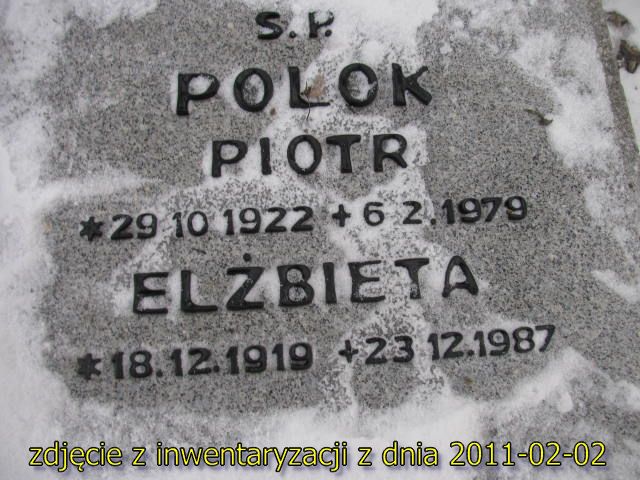 Ś.P.
POLOK
PIOTR
*29 10 1922 + 6 2.1979
ELŻBIETA
*18.12.1919 +23 12.1987
zdjęcie z inwentaryzacji z dnia 2011-02-02